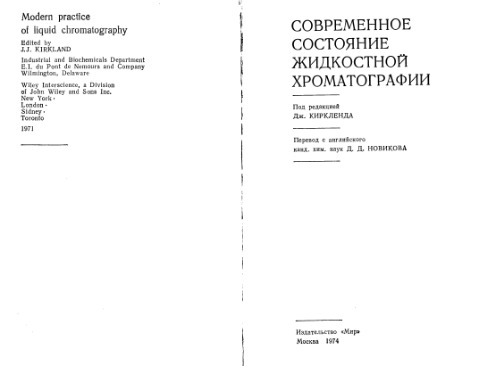 Modern practice
of liquid chromatography
Edited by
J.J. KIRKLAND
Industrial and Biochemicals Department
E.I. du Pont de Nemours and Company
Wilmington, Delaware
Wiley Interscience, a Division
of John Wiley and Sons Inc.
New York -
London -
Sidney -
Toronto
1971
СОВРЕМЕННОЕ
СОСТОЯНИЕ
ЖИДКОСТНОЙ
ХРОМАТОГРАФИИ
Под редакцией
Дж. КИРКЛЕНДА
Перевод с английского
канд. хим. наук Д. Д. НОВИКОВА
Издательство «Мир»
Москва 1974